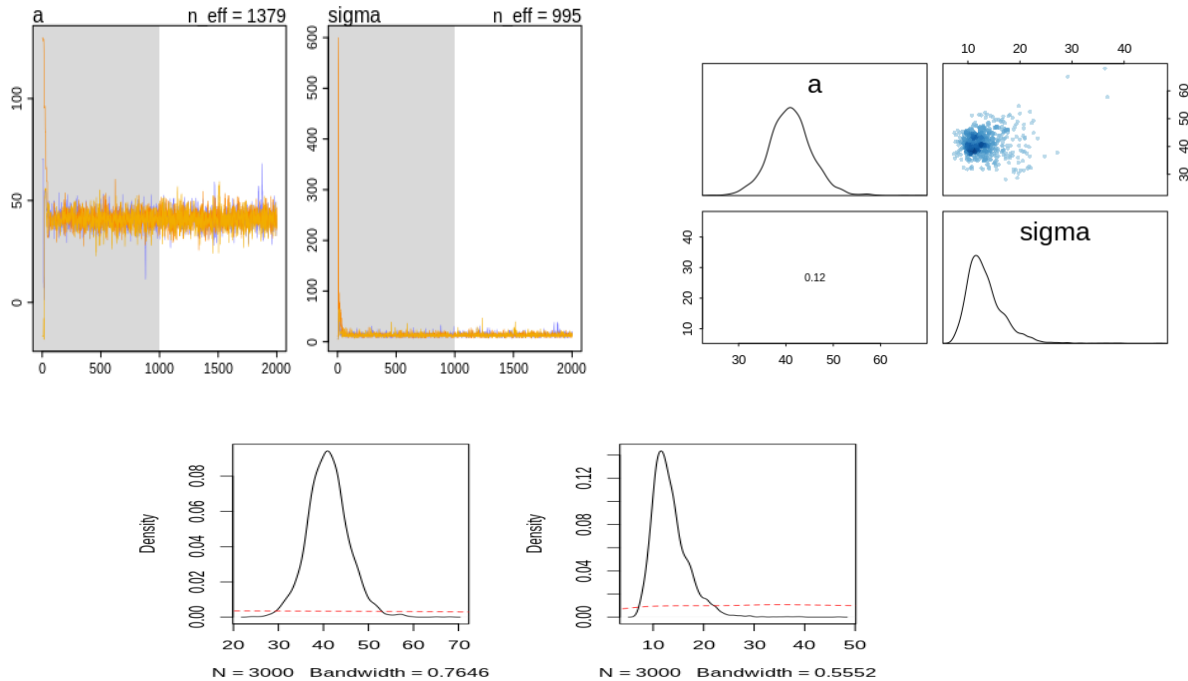 a n_eff = 1379
0 50 100
0 500 1000 1500 2000
sigma n_eff = 995
0 100 200 300 400 500 600
0 500 1000 1500 2000
10 20 30 40
a
30 40 50 60
10 20 30 40
0.12
sigma
30 40 50 60
Density
0.00 0.02 0.04 0.06 0.08
20 30 40 50 60 70
N = 3000 Bandwidth = 0.7646
Density
0.00 0.04 0.08 0.12
10 20 30 40 50
N = 3000 Bandwidth = 0.5552